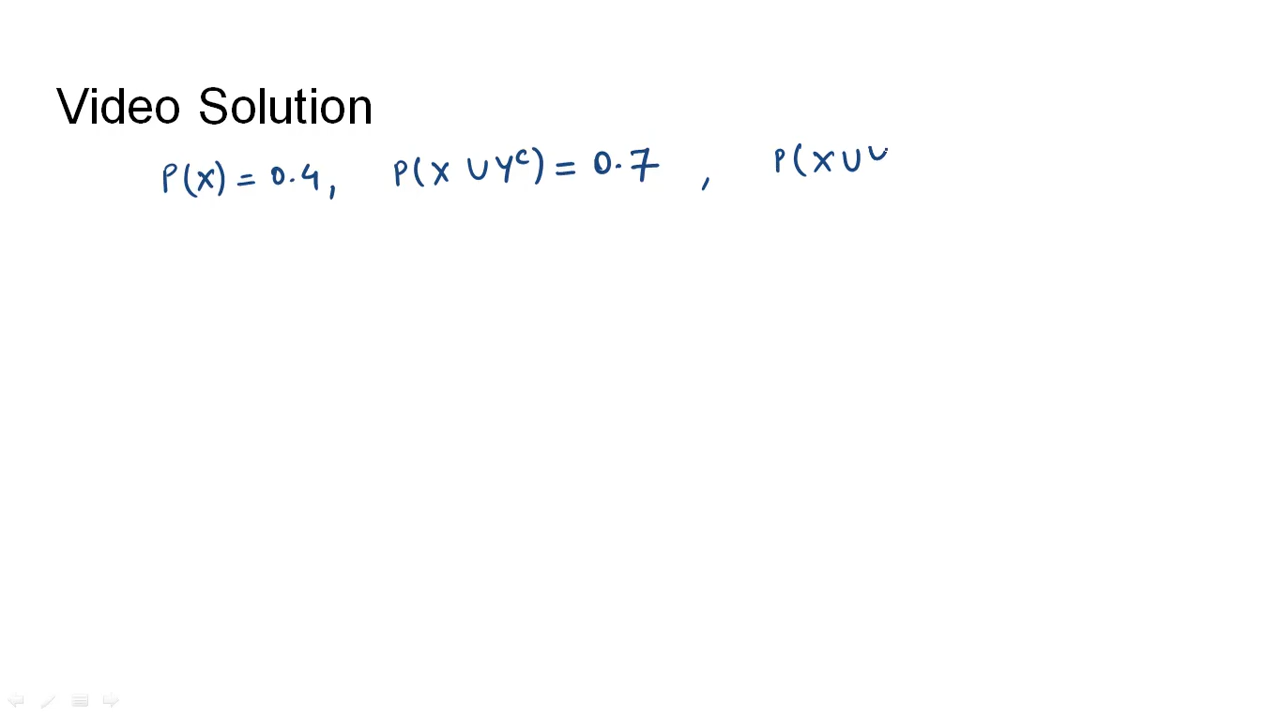 Video Solution
P(X) = 0.4, P(X ∪ Y^c) = 0.7 , P(X ∪